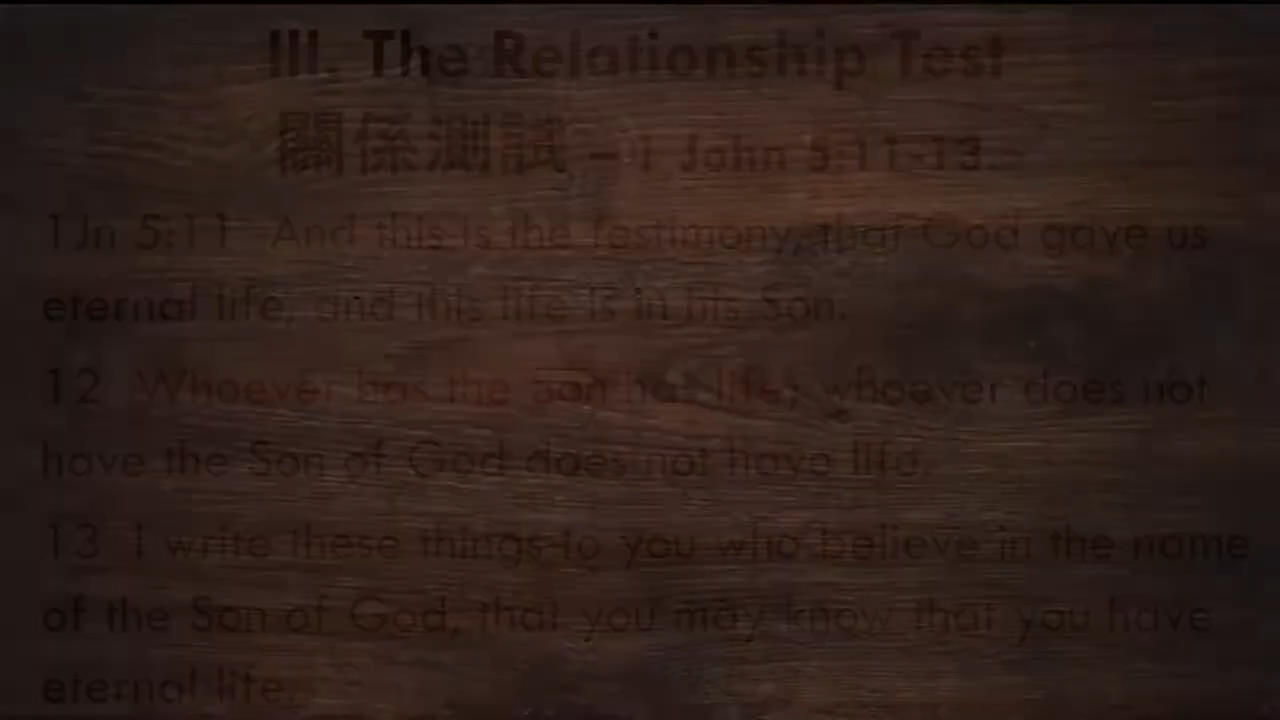 III. The Relationship Test
關係測試 – 1 John 5:11-13
1Jn 5:11 And this is the testimony, that God gave us
eternal life, and this life is in his Son.
12 Whoever has the Son has life; whoever does not
have the Son of God does not have life.
13 I write these things to you who believe in the name
of the Son of God, that you may know that you have
eternal life.